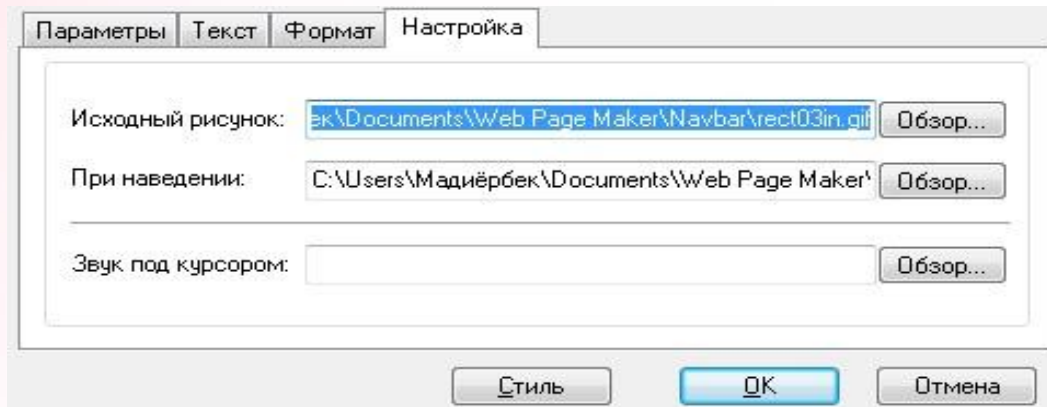 Параметры Текст Формат Настройка
Исходный рисунок: ек\Documents\Web Page Maker\Navbar\rect03in.gif Обзор...
При наведении: C:\Users\Мадиёрбек\Documents\Web Page Maker\ Обзор...
Звук под курсором: Обзор...
Стиль OK Отмена